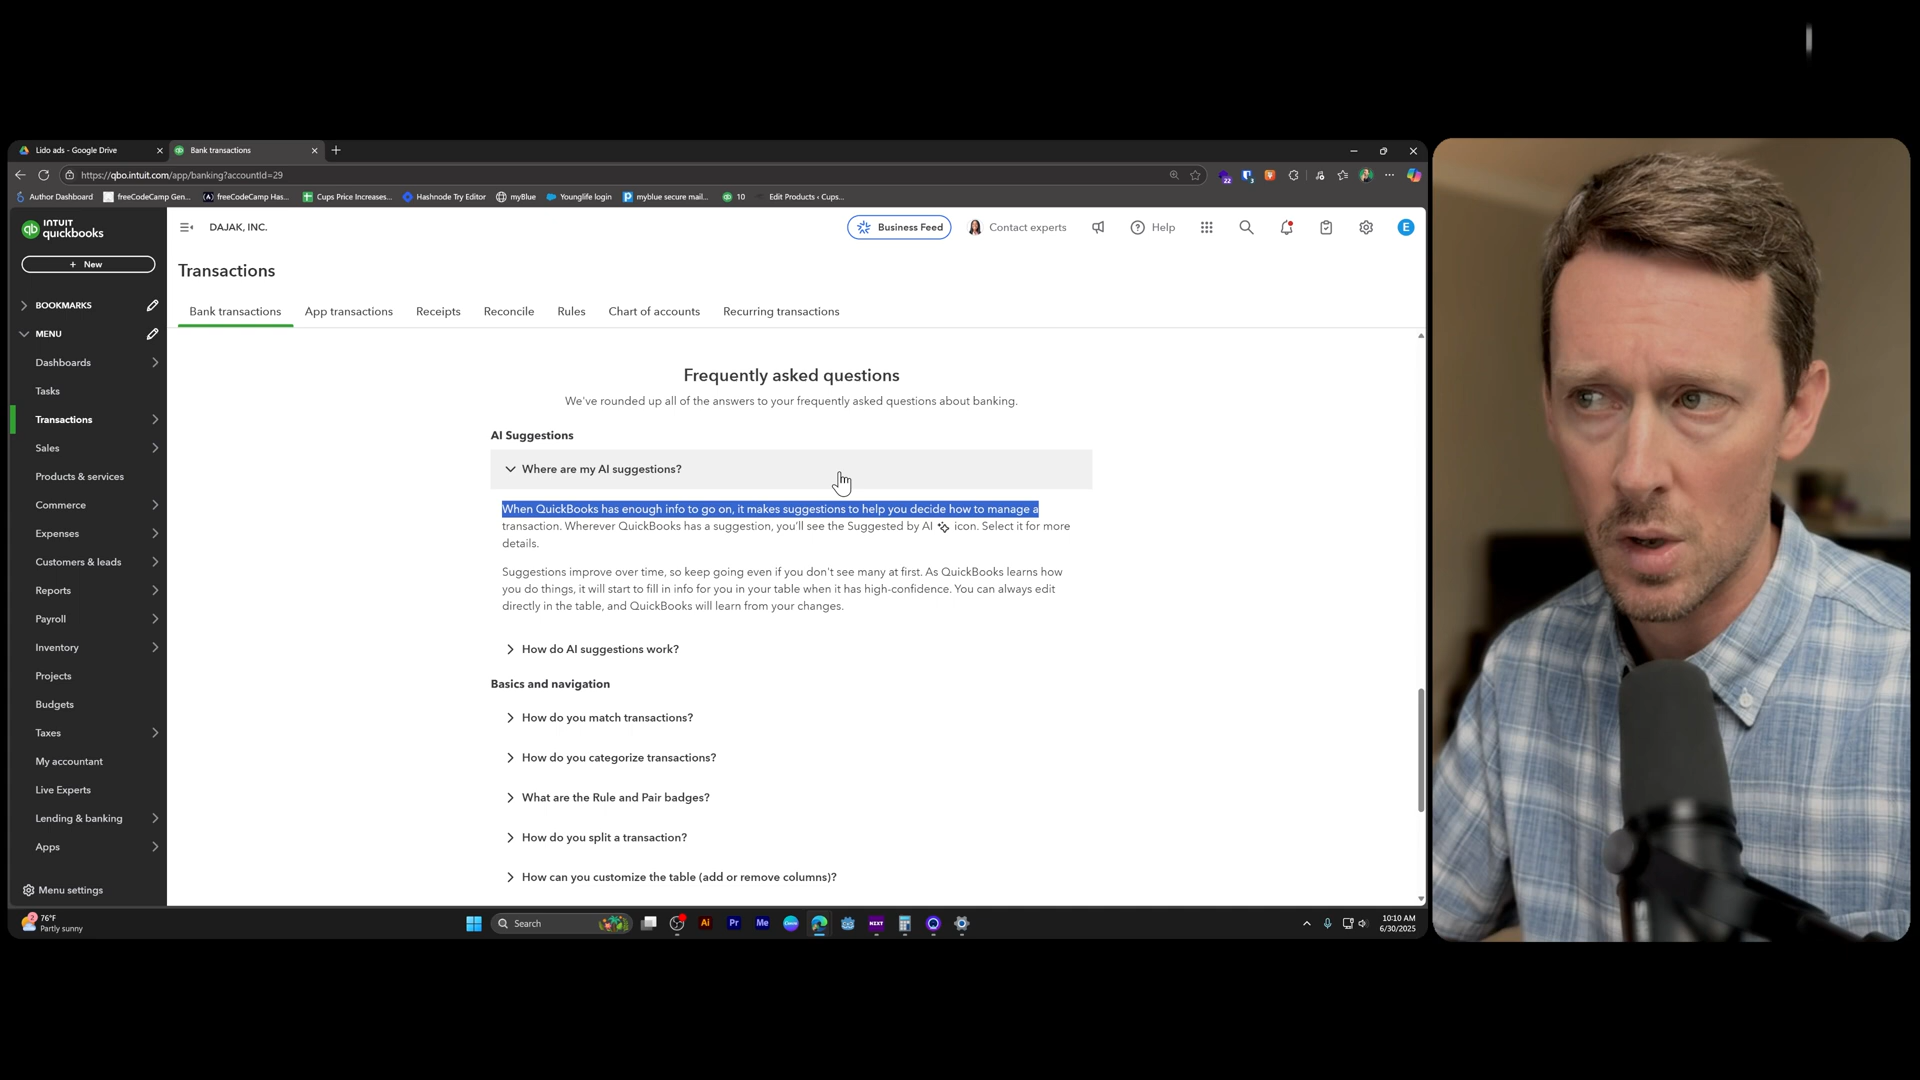 Lido ads - Google Drive
Bank transactions
https://qbo.intuit.com/app/banking?accountId=29
Author Dashboard
freeCodeCamp Gen...
freeCodeCamp Has...
Cups Price Increases...
Hashnode Try Editor
myBlue
Younglife login
myblue secure mail...
10
Edit Products ‹ Cups...
INTUIT
quickbooks
DAJAK, INC.
Business Feed
Contact experts
Help
E
+ New
Transactions
BOOKMARKS
Bank transactions
App transactions
Receipts
Reconcile
Rules
Chart of accounts
Recurring transactions
MENU
Dashboards
Tasks
Transactions
Sales
Products & services
Commerce
Expenses
Customers & leads
Reports
Payroll
Inventory
Projects
Budgets
Taxes
My accountant
Live Experts
Lending & banking
Apps
Menu settings
Frequently asked questions
We've rounded up all of the answers to your frequently asked questions about banking.
AI Suggestions
Where are my AI suggestions?
When QuickBooks has enough info to go on, it makes suggestions to help you decide how to manage a
transaction. Wherever QuickBooks has a suggestion, you'll see the Suggested by AI icon. Select it for more
details.
Suggestions improve over time, so keep going even if you don't see many at first. As QuickBooks learns how
you do things, it will start to fill in info for you in your table when it has high-confidence. You can always edit
directly in the table, and QuickBooks will learn from your changes.
How do AI suggestions work?
Basics and navigation
How do you match transactions?
How do you categorize transactions?
What are the Rule and Pair badges?
How do you split a transaction?
How can you customize the table (add or remove columns)?
76°F
Partly sunny
Search
Ai
Pr
Me
NEXT
10:10 AM
6/30/2025